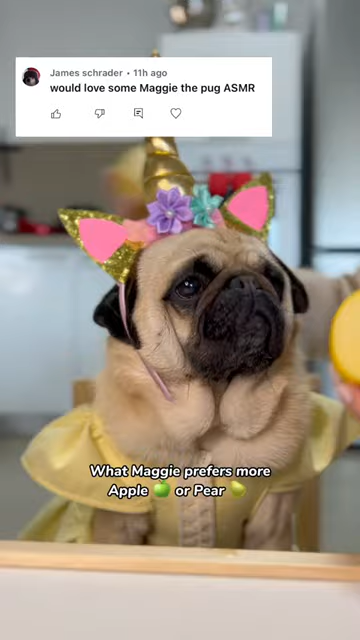 James schrader • 11h ago
would love some Maggie the pug ASMR
What Maggie prefers more
Apple 🍏 or Pear 🍐